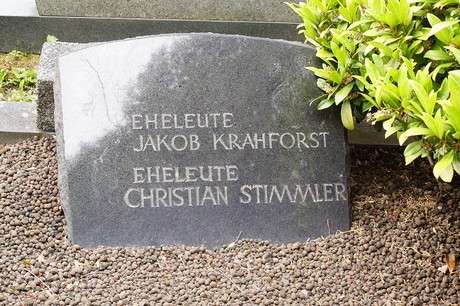 EHELEUTE
JAKOB KRAHFORST
EHELEUTE
CHRISTIAN STIMMLER